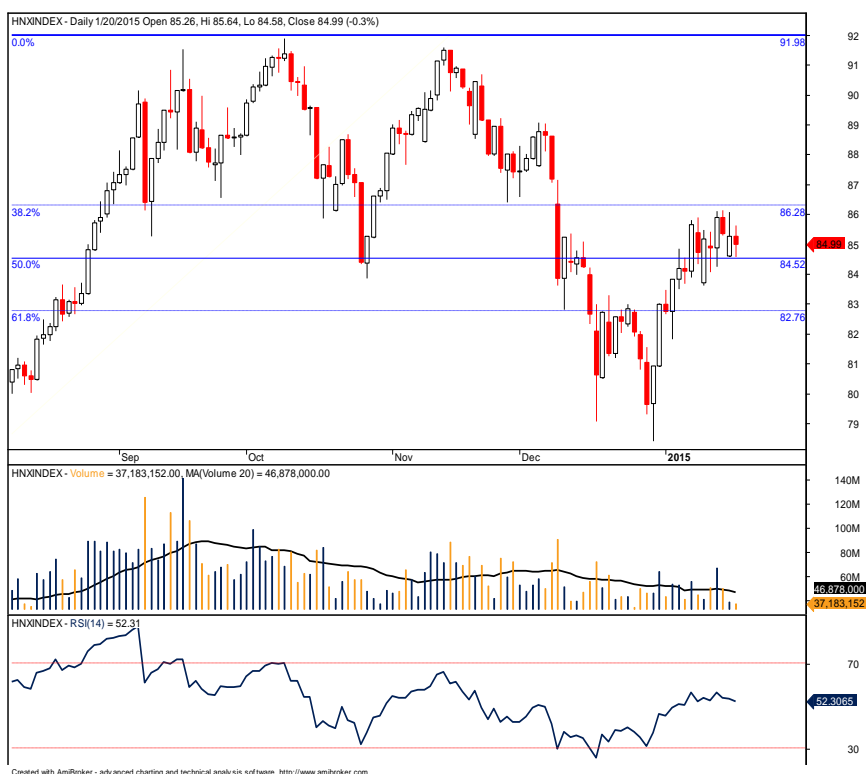 HNXINDEX - Daily 1/20/2015 Open 85.26, Hi 85.64, Lo 84.58, Close 84.99 (-0.3%)
0.0%
91.98
92
91
90
89
88
87
38.2%
86.28
86
84.99
85
50.0%
84.52
84
61.8%
82.76
83
82
81
80
79
Sep
Oct
Nov
Dec
2015
HNXINDEX - Volume = 37,183,152.00, MA(Volume 20) = 46,878,000.00
140M
120M
100M
80M
60M
46,878,000
37,183,152
HNXINDEX - RSI(14) = 52.31
70
52.3065
30
Created with AmiBroker - advanced charting and technical analysis software. http://www.amibroker.com